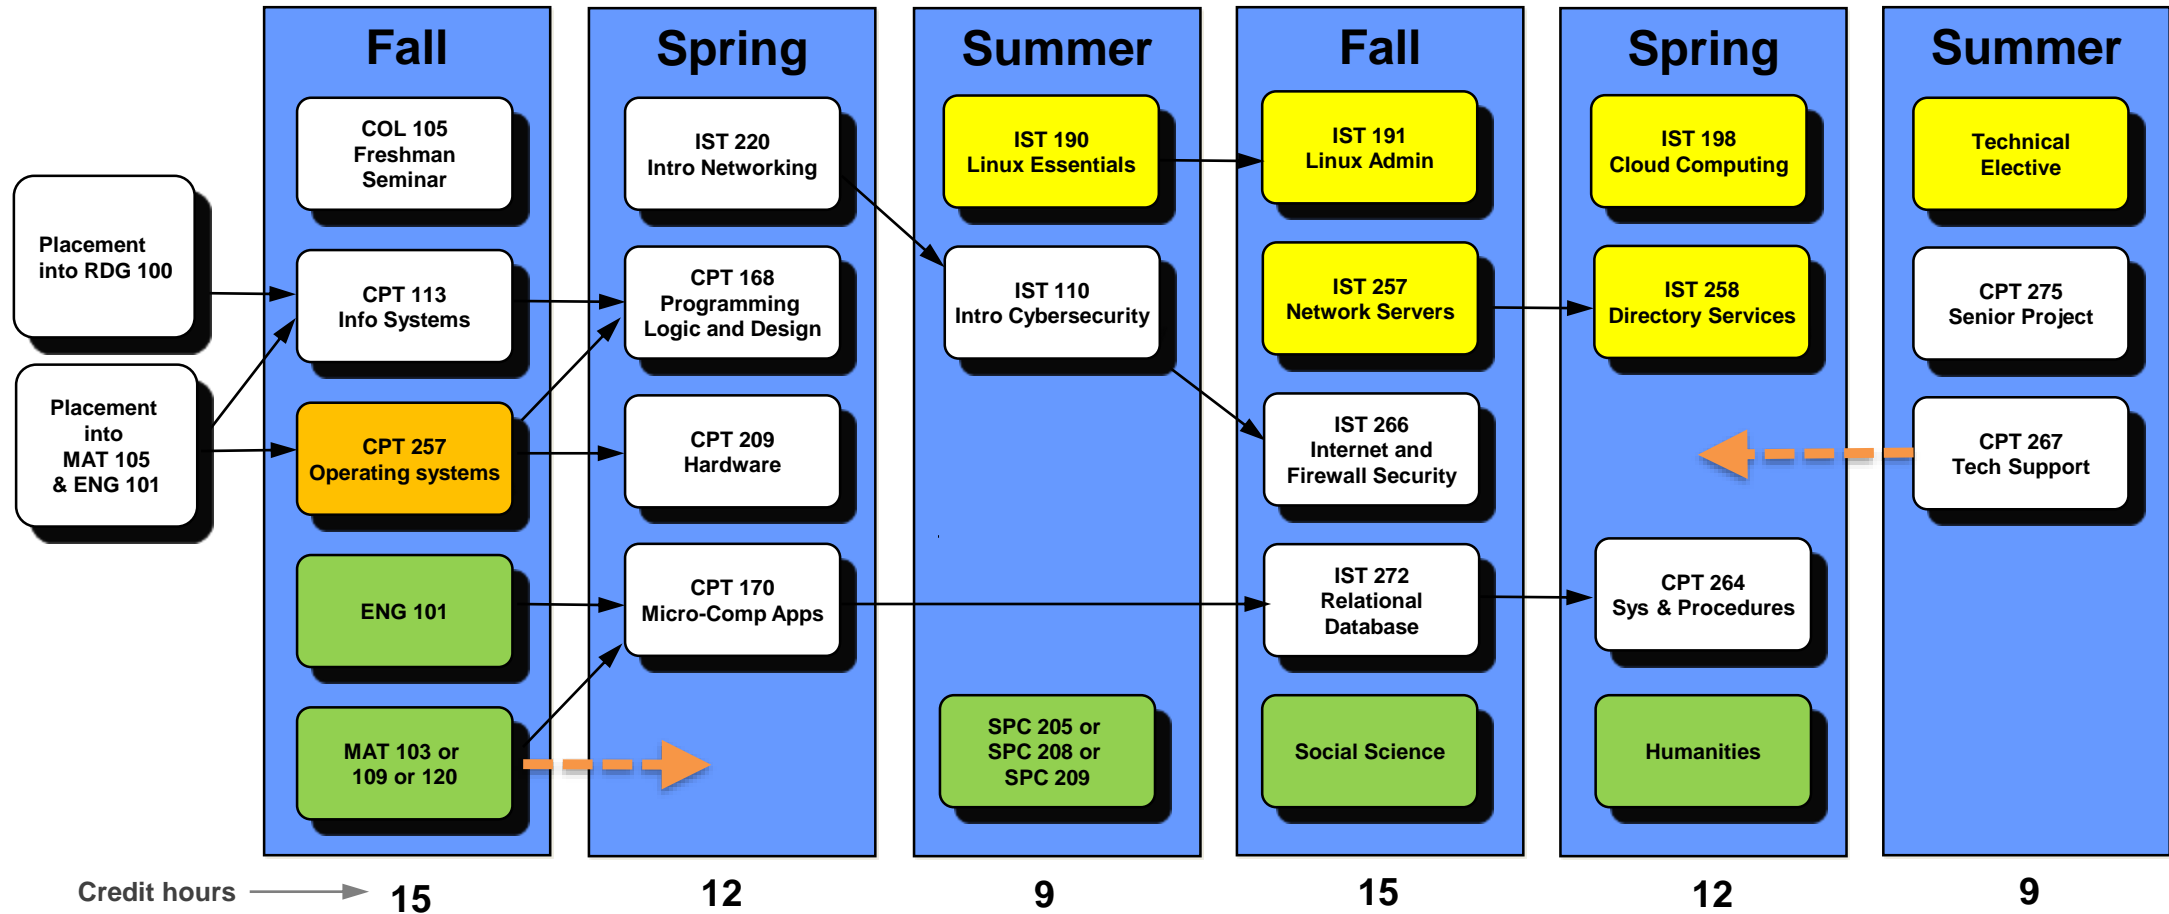 Fall
Spring
Summer
Fall
Spring
Summer
Placement
into RDG 100
Placement
into
MAT 105
& ENG 101
COL 105
Freshman
Seminar
CPT 113
Info Systems
CPT 257
Operating systems
ENG 101
MAT 103 or
109 or 120
IST 220
Intro Networking
CPT 168
Programming
Logic and Design
CPT 209
Hardware
CPT 170
Micro-Comp Apps
IST 190
Linux Essentials
IST 110
Intro Cybersecurity
SPC 205 or
SPC 208 or
SPC 209
IST 191
Linux Admin
IST 257
Network Servers
IST 266
Internet and
Firewall Security
IST 272
Relational
Database
Social Science
IST 198
Cloud Computing
IST 258
Directory Services
CPT 264
Sys & Procedures
Humanities
Technical
Elective
CPT 275
Senior Project
CPT 267
Tech Support
Credit hours
15
12
9
15
12
9